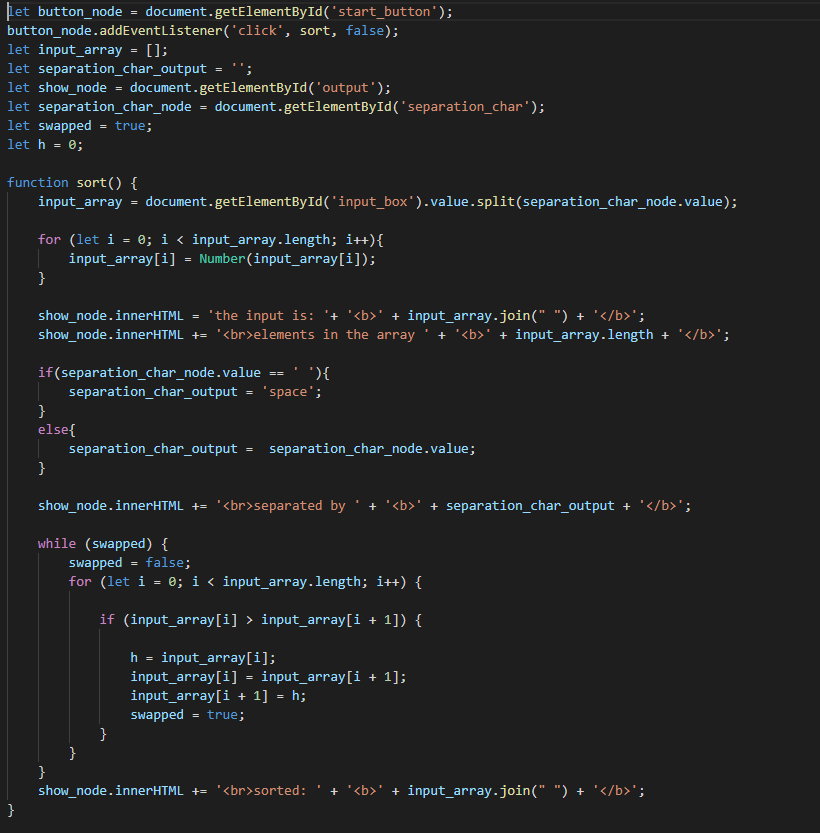 let button_node = document.getElementById('start_button');
button_node.addEventListener('click', sort, false);
let input_array = [];
let separation_char_output = '';
let show_node = document.getElementById('output');
let separation_char_node = document.getElementById('separation_char');
let swapped = true;
let h = 0;

function sort() {
    input_array = document.getElementById('input_box').value.split(separation_char_node.value);

    for (let i = 0; i < input_array.length; i++){
        input_array[i] = Number(input_array[i]);
    }

    show_node.innerHTML = 'the input is: '+ '<b>' + input_array.join(" ") + '</b>';
    show_node.innerHTML += '<br>elements in the array ' + '<b>' + input_array.length + '</b>';

    if(separation_char_node.value == ' '){
        separation_char_output = 'space';
    }
    else{
        separation_char_output =  separation_char_node.value;
    }

    show_node.innerHTML += '<br>separated by ' + '<b>' + separation_char_output + '</b>';

    while (swapped) {
        swapped = false;
        for (let i = 0; i < input_array.length; i++) {

            if (input_array[i] > input_array[i + 1]) {

                h = input_array[i];
                input_array[i] = input_array[i + 1];
                input_array[i + 1] = h;
                swapped = true;
            }
        }
    }
    show_node.innerHTML += '<br>sorted: ' + '<b>' + input_array.join(" ") + '</b>';
}